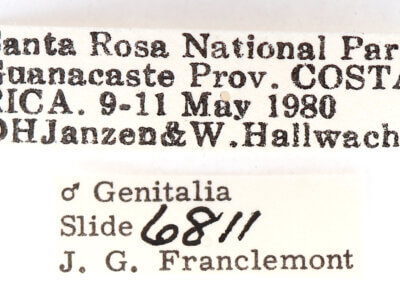 anta Rosa National Par
Guanacaste Prov. COSTA
RICA. 9-11 May 1980
DHJanzen&W.Hallwach
♂ Genitalia
Slide 6811
J. G. Franclemont